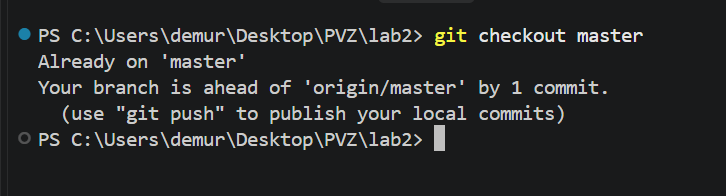 PS C:\Users\demur\Desktop\PVZ\lab2> git checkout master
Already on 'master'
Your branch is ahead of 'origin/master' by 1 commit.
  (use "git push" to publish your local commits)
PS C:\Users\demur\Desktop\PVZ\lab2>